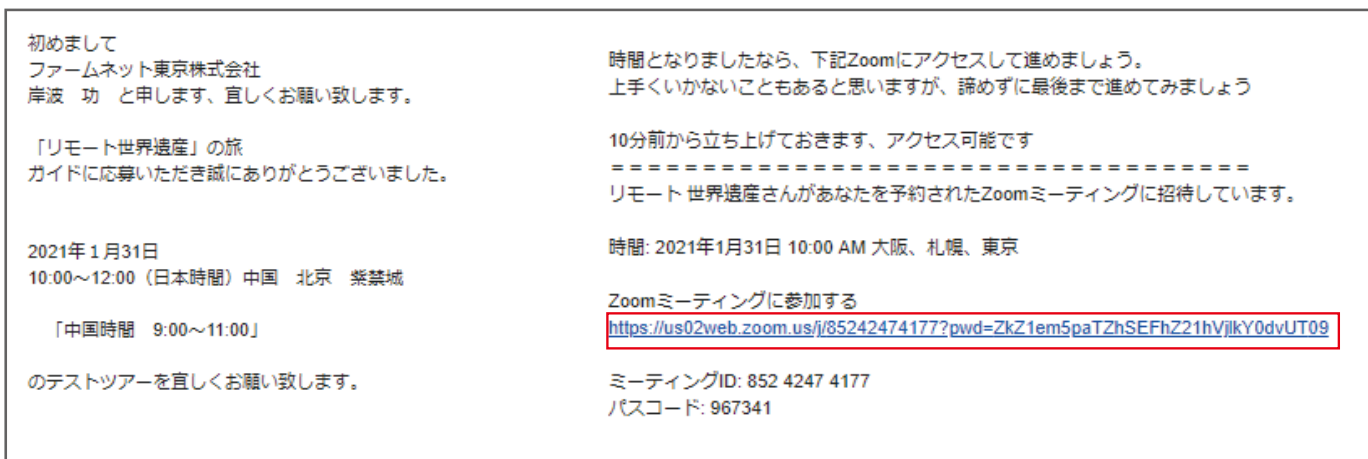 初めまして
ファームネット東京株式会社
岸波　功　と申します、宜しくお願い致します。
「リモート世界遺産」の旅
ガイドに応募いただき誠にありがとうございました。
2021年１月31日
10:00～12:00（日本時間）中国　北京　紫禁城
「中国時間　9:00～11:00」
のテストツアーを宜しくお願い致します。
時間となりましたなら、下記Zoomにアクセスして進めましょう。
上手くいかないこともあると思いますが、諦めずに最後まで進めてみましょう
10分前から立ち上げておきます、アクセス可能です
＝＝＝＝＝＝＝＝＝＝＝＝＝＝＝＝＝＝＝＝＝＝＝＝＝＝＝＝＝＝＝＝＝＝＝
リモート 世界遺産さんがあなたを予約されたZoomミーティングに招待しています。
時間: 2021年1月31日 10:00 AM 大阪、札幌、東京
Zoomミーティングに参加する
https://us02web.zoom.us/j/85242474177?pwd=ZkZ1em5paTZhSEFhZ21hVjlkY0dvUT09
ミーティングID: 852 4247 4177
パスコード: 967341